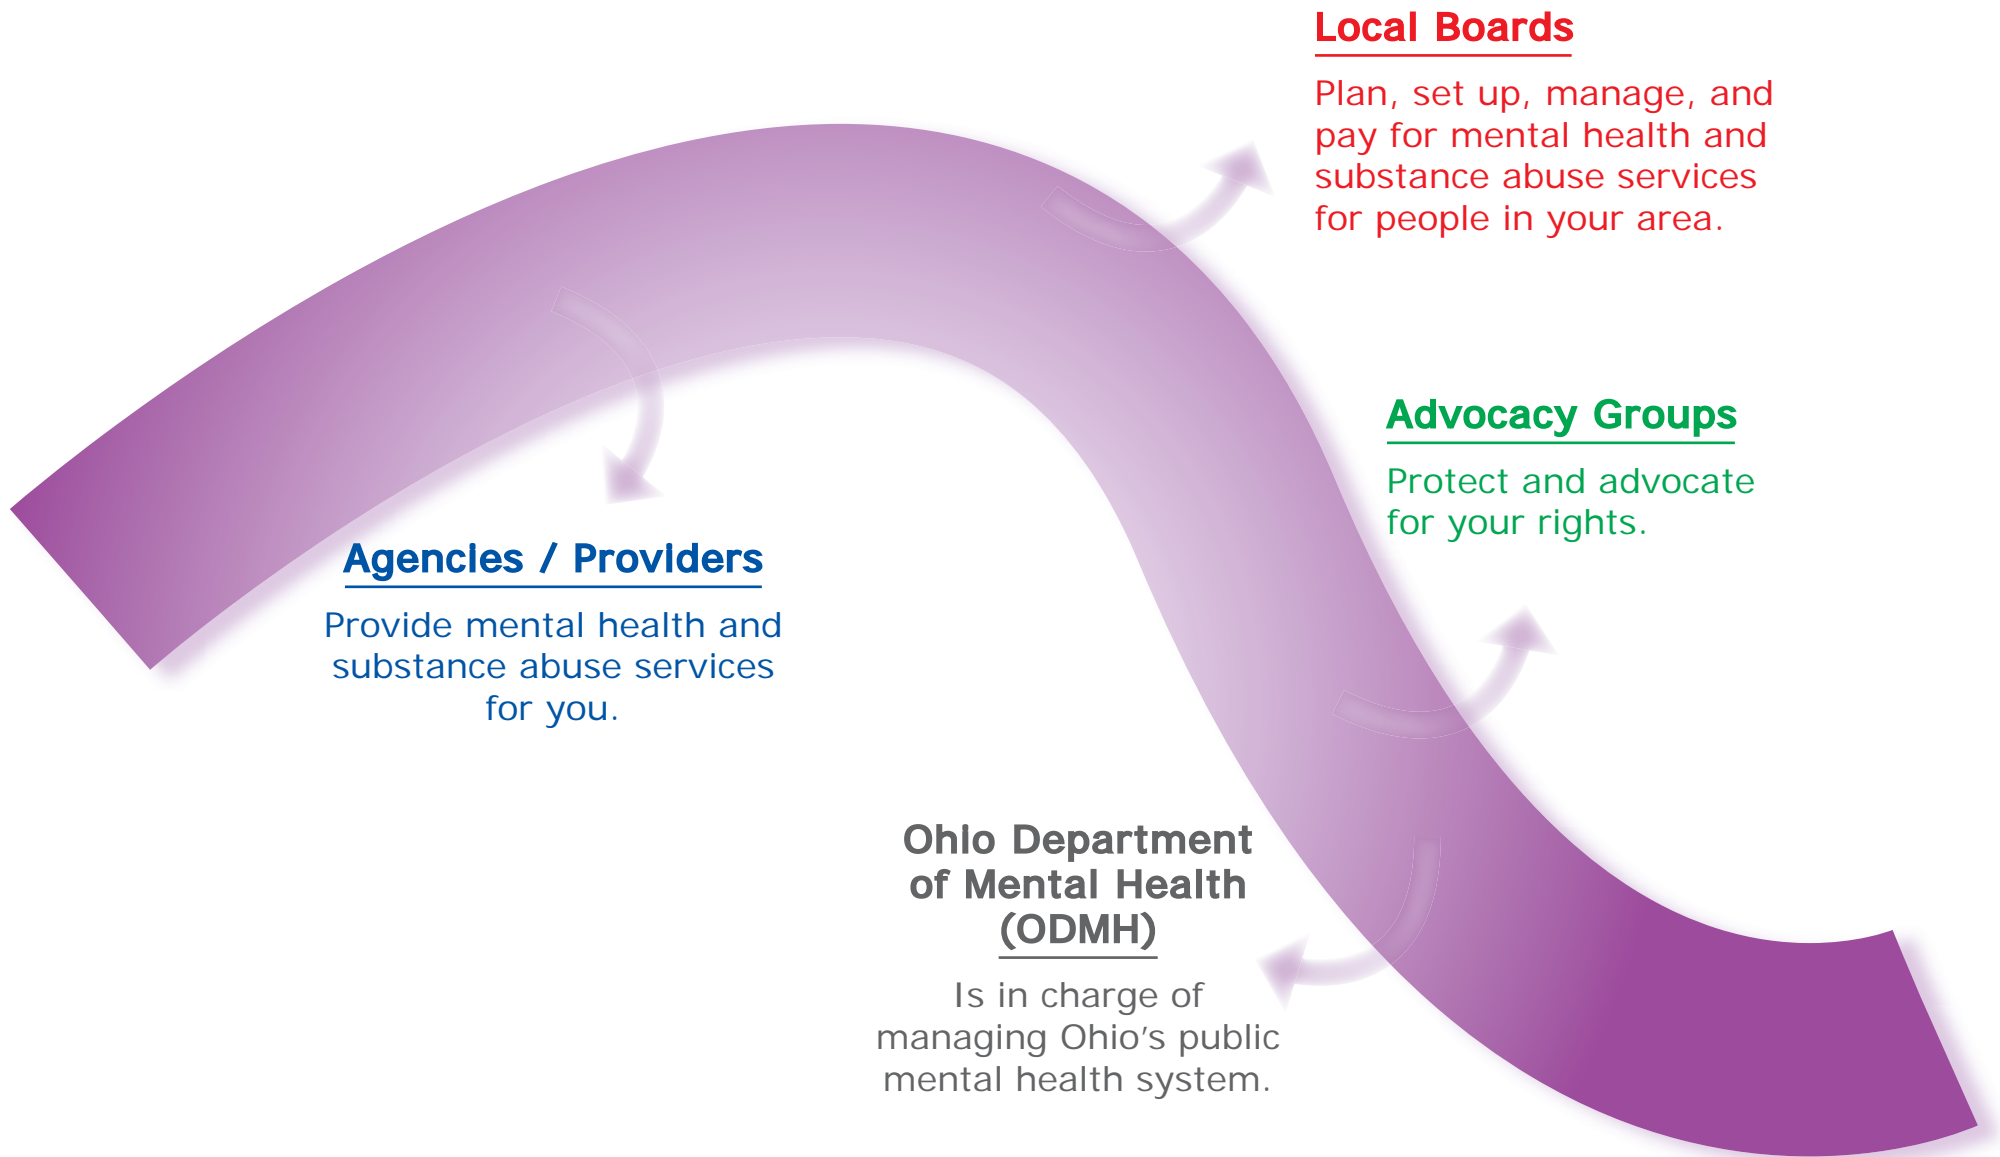 Local Boards
Plan, set up, manage, and
pay for mental health and
substance abuse services
for people in your area.
Advocacy Groups
Protect and advocate
for your rights.
Agencies / Providers
Provide mental health and
substance abuse services
for you.
Ohio Department
of Mental Health
(ODMH)
Is in charge of
managing Ohio’s public
mental health system.